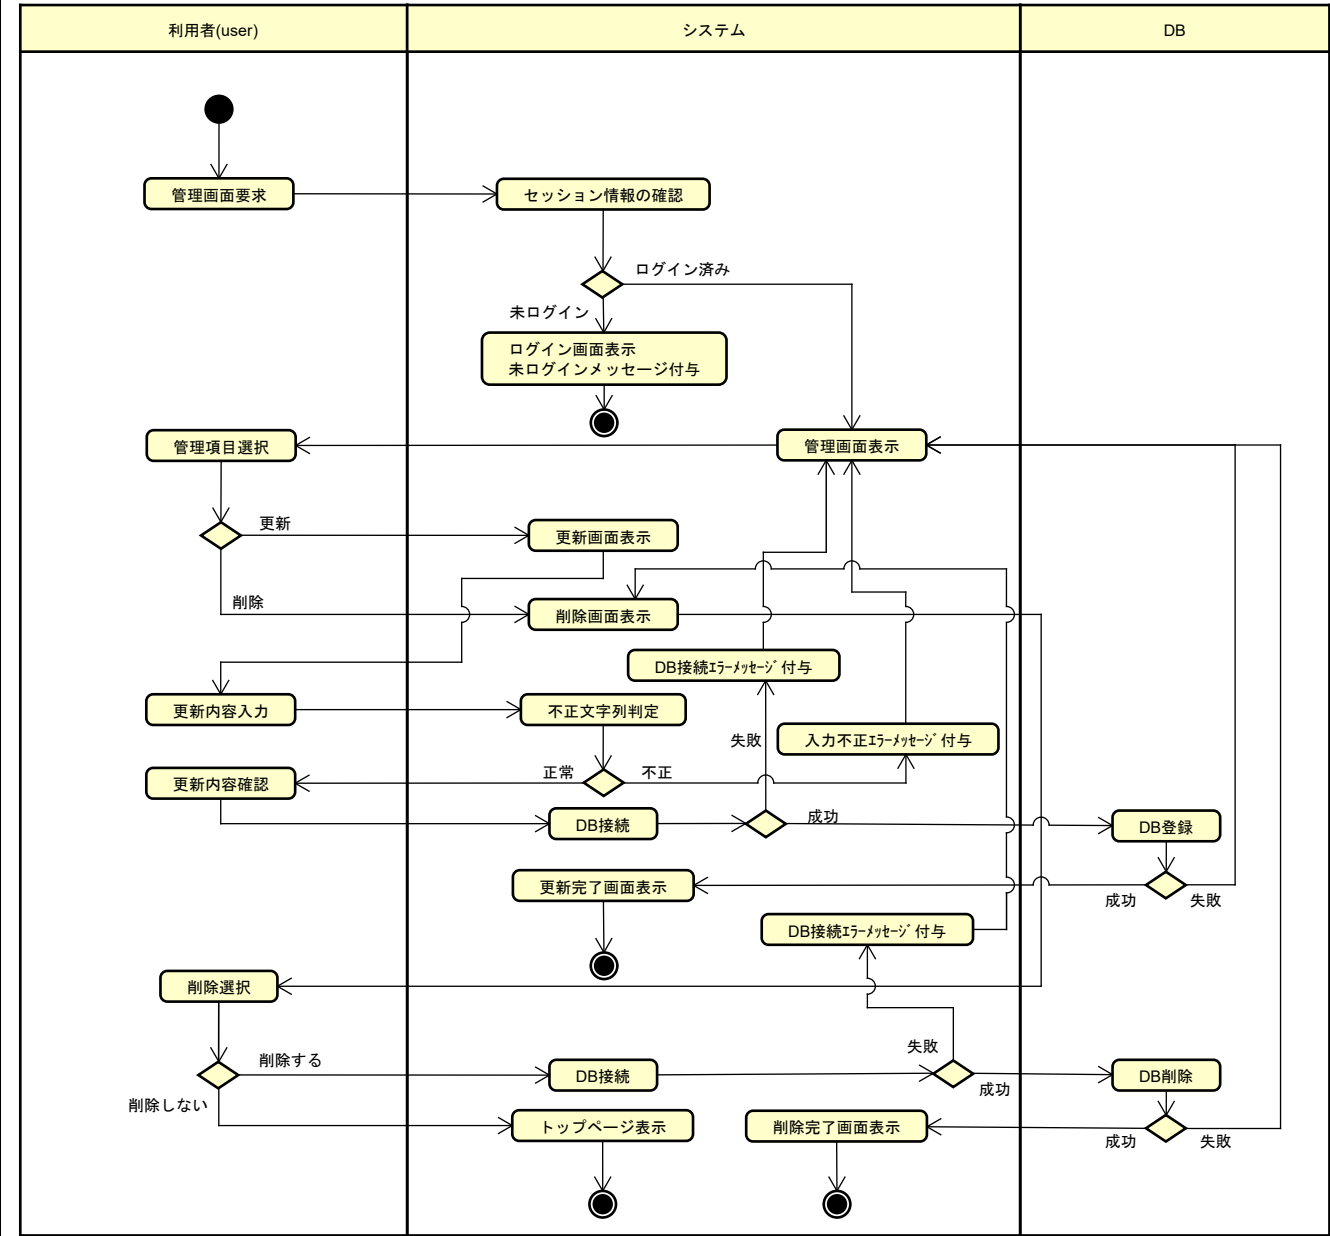 利用者(user)
システム
DB
管理画面要求
セッション情報の確認
ログイン済み
未ログイン
ログイン画面表示
未ログインメッセージ付与
管理項目選択
管理画面表示
更新
更新画面表示
削除
削除画面表示
DB接続ｴﾗｰﾒｯｾｰｼﾞ付与
更新内容入力
不正文字列判定
失敗
入力不正ｴﾗｰﾒｯｾｰｼﾞ付与
正常
不正
更新内容確認
DB接続
成功
DB登録
更新完了画面表示
成功
失敗
DB接続ｴﾗｰﾒｯｾｰｼﾞ付与
削除選択
失敗
削除する
DB接続
成功
DB削除
削除しない
トップページ表示
削除完了画面表示
成功
失敗